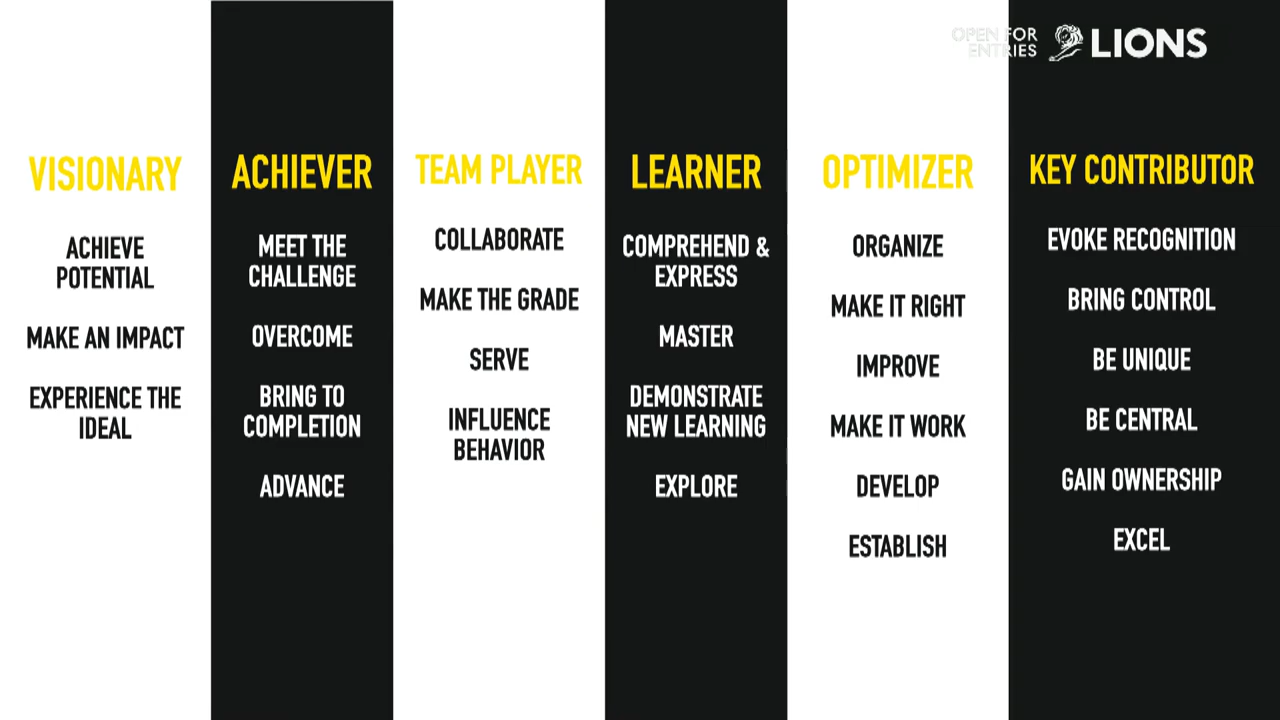 OPEN FOR
ENTRIES
LIONS
VISIONARY
ACHIEVE
POTENTIAL
MAKE AN IMPACT
EXPERIENCE THE
IDEAL
ACHIEVER
MEET THE
CHALLENGE
OVERCOME
BRING TO
COMPLETION
ADVANCE
TEAM PLAYER
COLLABORATE
MAKE THE GRADE
SERVE
INFLUENCE
BEHAVIOR
LEARNER
COMPREHEND &
EXPRESS
MASTER
DEMONSTRATE
NEW LEARNING
EXPLORE
OPTIMIZER
ORGANIZE
MAKE IT RIGHT
IMPROVE
MAKE IT WORK
DEVELOP
ESTABLISH
KEY CONTRIBUTOR
EVOKE RECOGNITION
BRING CONTROL
BE UNIQUE
BE CENTRAL
GAIN OWNERSHIP
EXCEL